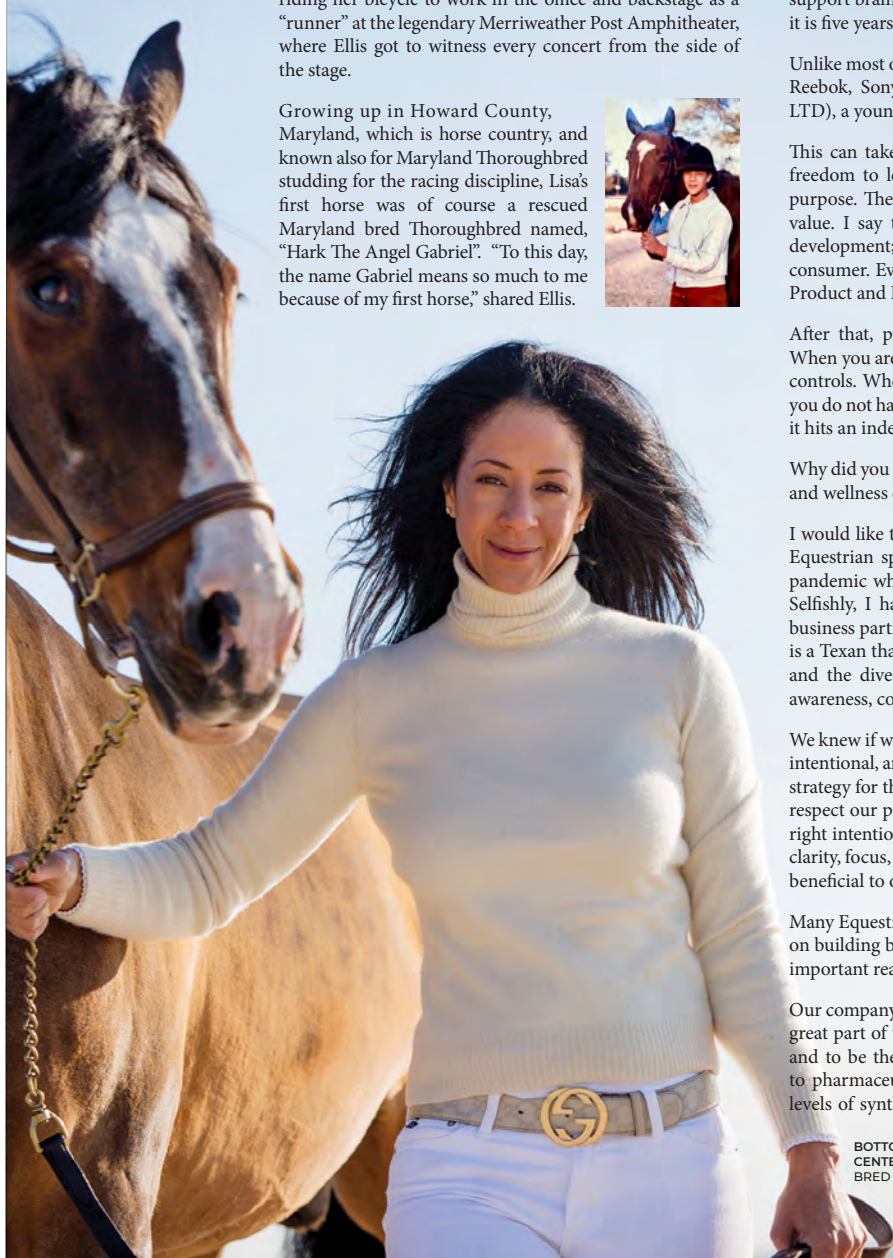 riding her bicycle to work in the office and backstage as a
“runner” at the legendary Merriweather Post Amphitheater,
where Ellis got to witness every concert from the side of
the stage.
Growing up in Howard County,
Maryland, which is horse country, and
known also for Maryland Thoroughbred
studding for the racing discipline, Lisa’s
first horse was of course a rescued
Maryland bred Thoroughbred named,
“Hark The Angel Gabriel”. “To this day,
the name Gabriel means so much to me
because of my first horse,” shared Ellis.
it is five years
Unlike most
Reebok, Sony
LTD), a youn
This can take
freedom to l
purpose. The
value. I say
development;
consumer. Ev
Product and
After that, p
When you are
controls. Whe
you do not ha
it hits an inde
Why did you
and wellness
I would like t
Equestrian sp
pandemic wh
Selfishly, I ha
business parti
is a Texan tha
and the dive
awareness, co
We knew if w
intentional, a
strategy for th
respect our p
right intentio
clarity, focus,
beneficial to
Many Equestri
on building b
important rea
Our company
great part of
and to be the
to pharmaceu
levels of synt
BOTTO
CENTE
BRED